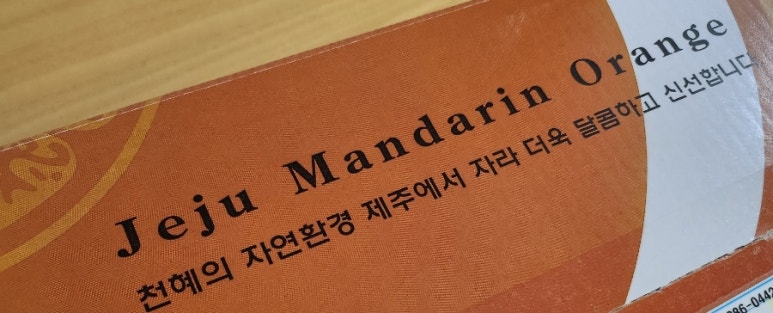 Jeju Mandarin Orange
천혜의 자연환경 제주에서 자라 더욱 달콤하고 신선합니다